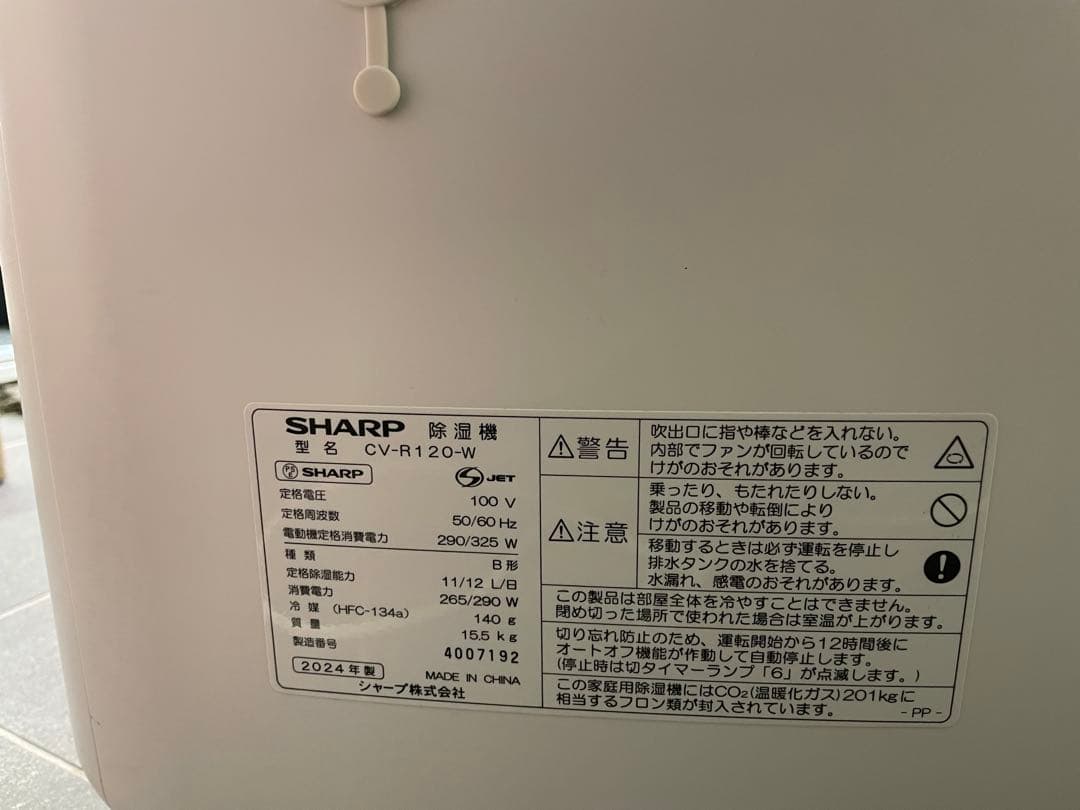 SHARP 除湿機
型名 CV-R120-W
PS E SHARP
S JET
定格電圧 100 V
定格周波数 50/60 Hz
電動機定格消費電力 290/325 W
種類 B形
定格除湿能力 11/12 L/日
消費電力 265/290 W
冷媒 (HFC-134a) 140 g
質量 15.5 kg
製造番号 4007192
2024年製 MADE IN CHINA
シャープ株式会社
警告
吹出口に指や棒などを入れない。
内部でファンが回転しているので
けがのおそれがあります。
注意
乗ったり、もたれたりしない。
製品の移動や転倒により
けがのおそれがあります。
移動するときは必ず運転を停止し
排水タンクの水を捨てる。
水漏れ、感電のおそれがあります。
この製品は部屋全体を冷やすことはできません。
閉め切った場所で使われた場合は室温が上がります。
切り忘れ防止のため、運転開始から12時間後に
オートオフ機能が作動して自動停止します。
(停止時は切タイマーランプ「6」が点滅します。)
この家庭用除湿機にはCO₂(温暖化ガス)201kgに
相当するフロン類が封入されています。
- PP -